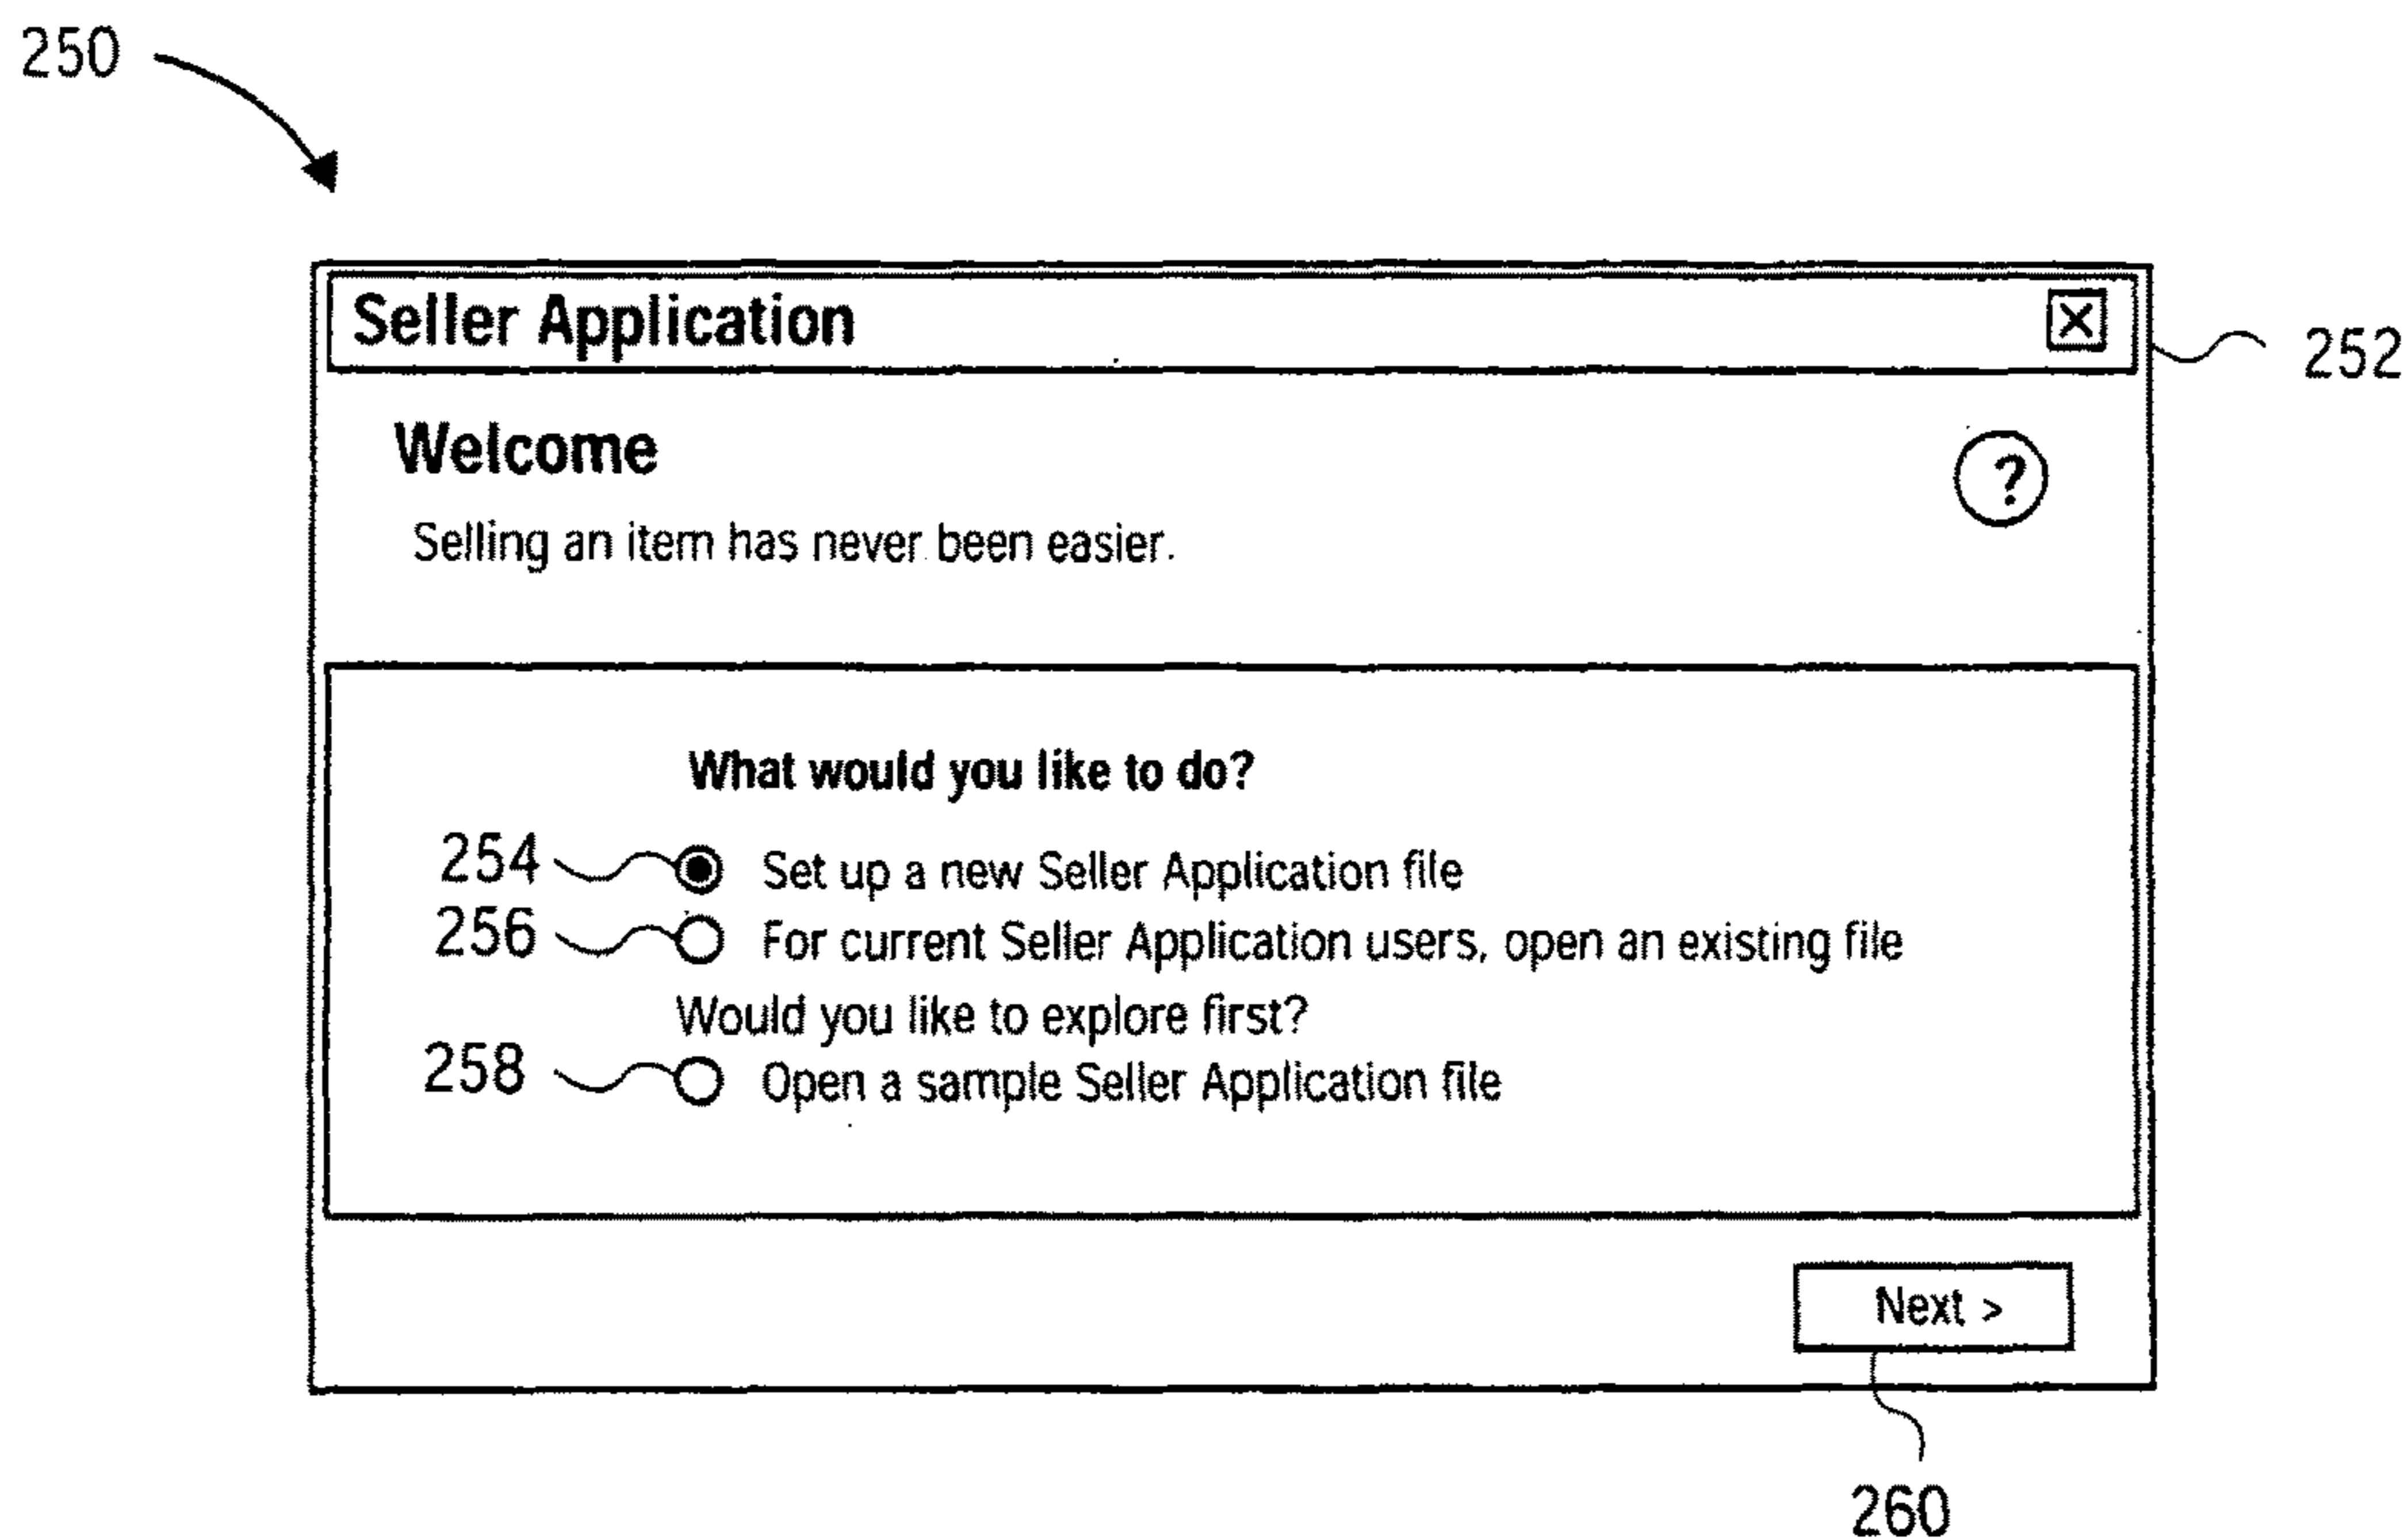 250
Seller Application
X
252
Welcome
?
Selling an item has never been easier.
What would you like to do?
254 Set up a new Seller Application file
256 For current Seller Application users, open an existing file
Would you like to explore first?
258 Open a sample Seller Application file
Next >
260